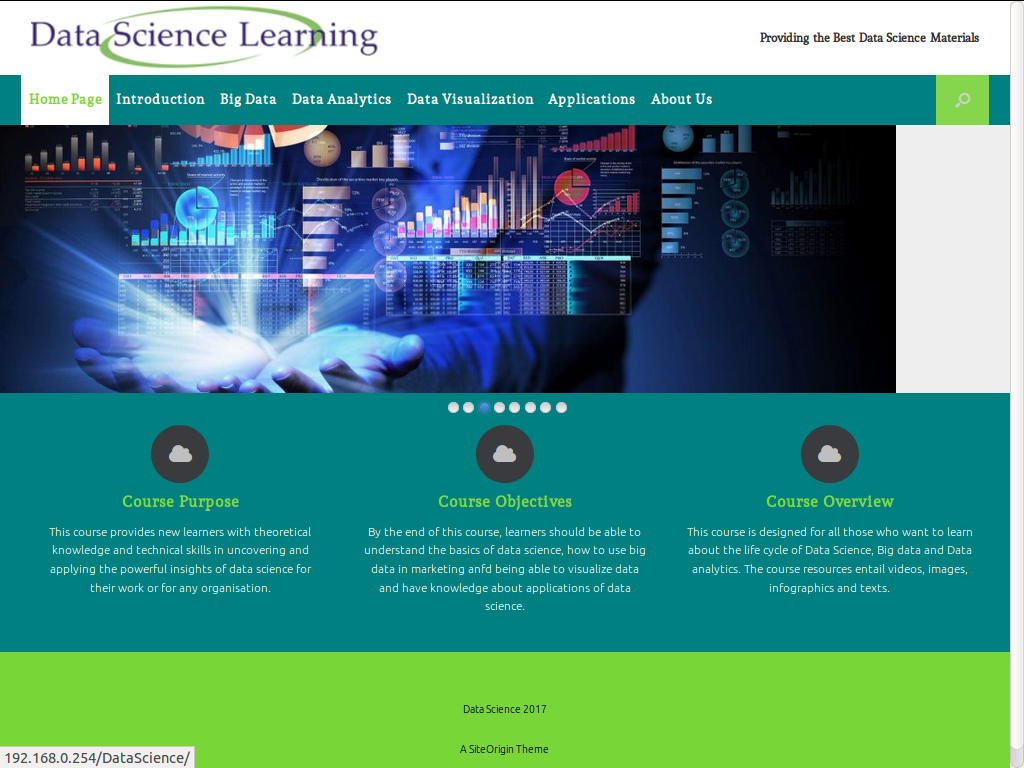 Data Science Learning
Providing the Best Data Science Materials
Home Page Introduction Big Data Data Analytics Data Visualization Applications About Us
Course Purpose
This course provides new learners with theoretical
knowledge and technical skills in uncovering and
applying the powerful insights of data science for
their work or for any organisation.
Course Objectives
By the end of this course, learners should be able to
understand the basics of data science, how to use big
data in marketing anfd being able to visualize data
and have knowledge about applications of data
science.
Course Overview
This course is designed for all those who want to learn
about the life cycle of Data Science, Big data and Data
analytics. The course resources entail videos, images,
infographics and texts.
Data Science 2017
A SiteOrigin Theme
192.168.0.254/DataScience/